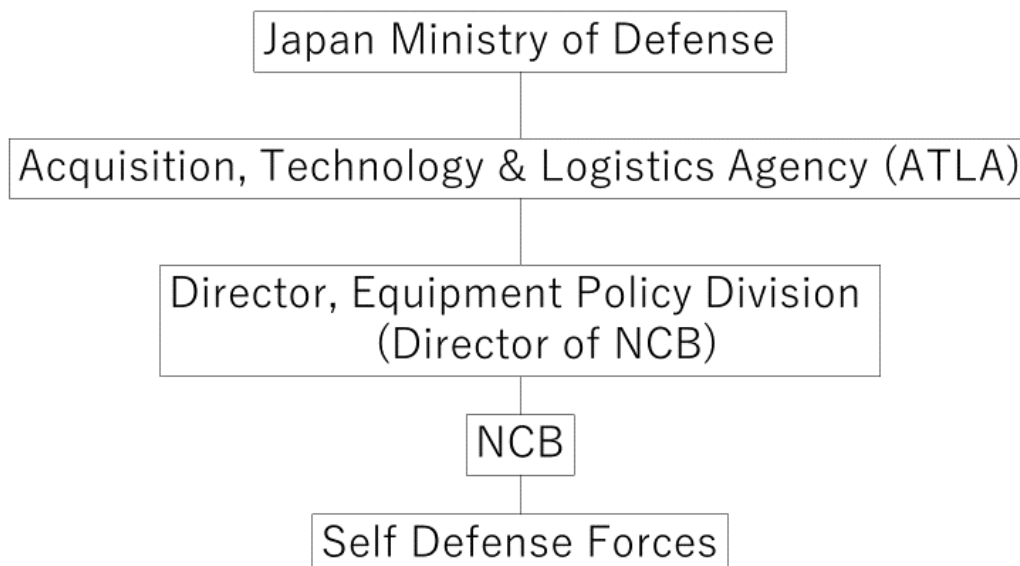 Japan Ministry of Defense
Acquisition, Technology & Logistics Agency (ATLA)
Director, Equipment Policy Division
(Director of NCB)
NCB
Self Defense Forces